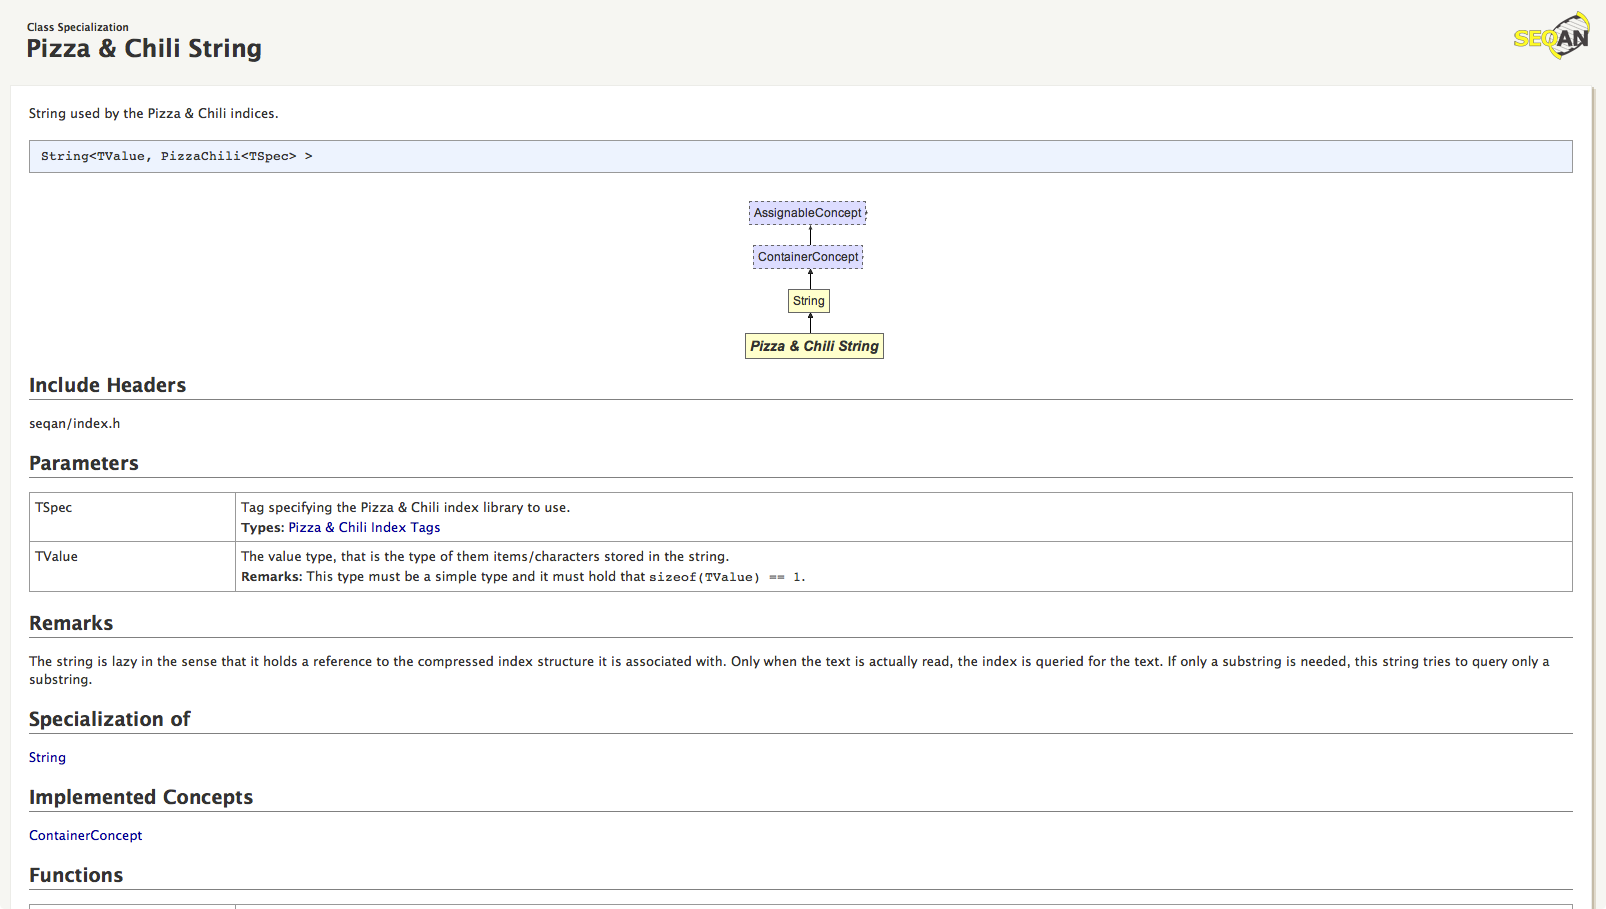 Class Specialization
Pizza & Chili String
SEQAN
String used by the Pizza & Chili indices.
String<TValue, PizzaChili<TSpec> >
AssignableConcept
ContainerConcept
String
Pizza & Chili String
Include Headers
seqan/index.h
Parameters
TSpec
Tag specifying the Pizza & Chili index library to use.
Types: Pizza & Chili Index Tags
TValue
The value type, that is the type of them items/characters stored in the string.
Remarks: This type must be a simple type and it must hold that sizeof(TValue) == 1.
Remarks
The string is lazy in the sense that it holds a reference to the compressed index structure it is associated with. Only when the text is actually read, the index is queried for the text. If only a substring is needed, this string tries to query only a
substring.
Specialization of
String
Implemented Concepts
ContainerConcept
Functions